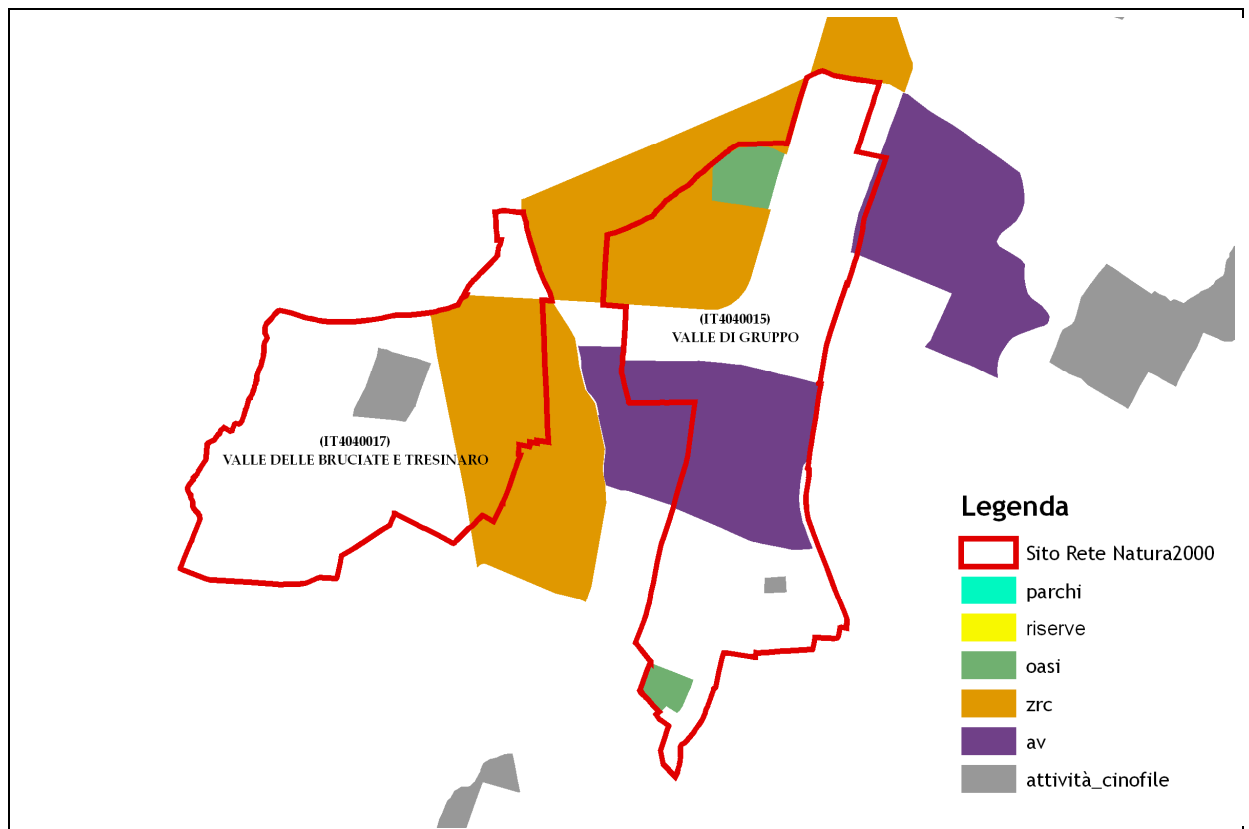 (IT4040015)
VALLE DI GRUPPO
(IT4040017)
VALLE DELLE BRUCIATE E TRESINARO
Legenda
Sito Rete Natura2000
parchi
riserve
oasi
zrc
av
attività_cinofile